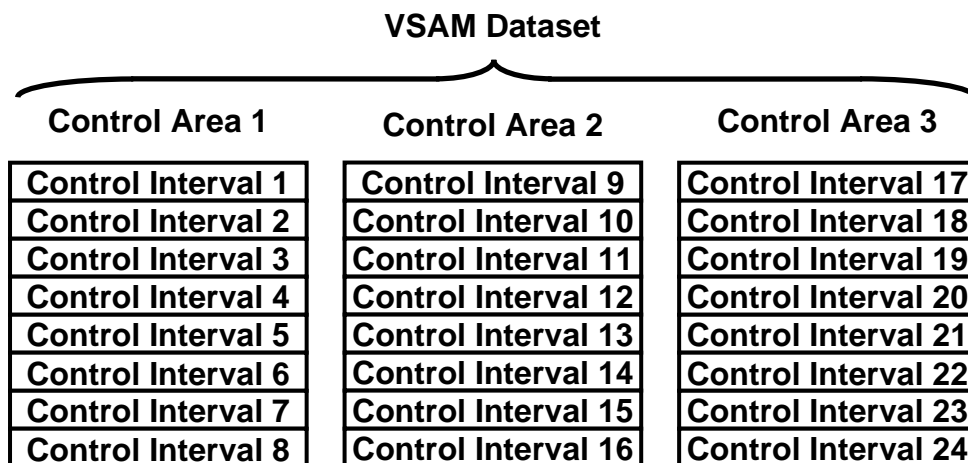 VSAM Dataset
Control Area 1
Control Interval 1
Control Interval 2
Control Interval 3
Control Interval 4
Control Interval 5
Control Interval 6
Control Interval 7
Control Interval 8
Control Area 2
Control Interval 9
Control Interval 10
Control Interval 11
Control Interval 12
Control Interval 13
Control Interval 14
Control Interval 15
Control Interval 16
Control Area 3
Control Interval 17
Control Interval 18
Control Interval 19
Control Interval 20
Control Interval 21
Control Interval 22
Control Interval 23
Control Interval 24